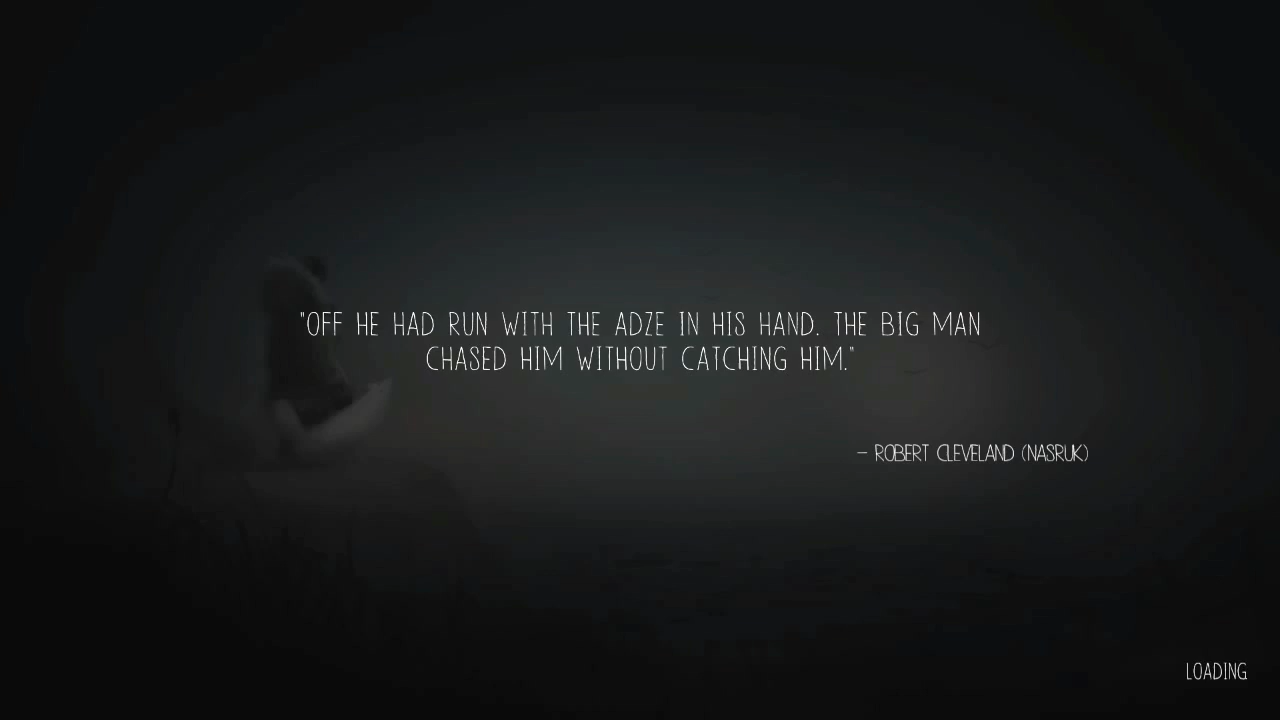 "OFF HE HAD RUN WITH THE ADZE IN HIS HAND. THE BIG MAN
CHASED HIM WITHOUT CATCHING HIM."
- ROBERT CLEVELAND (NASRUK)
LOADING